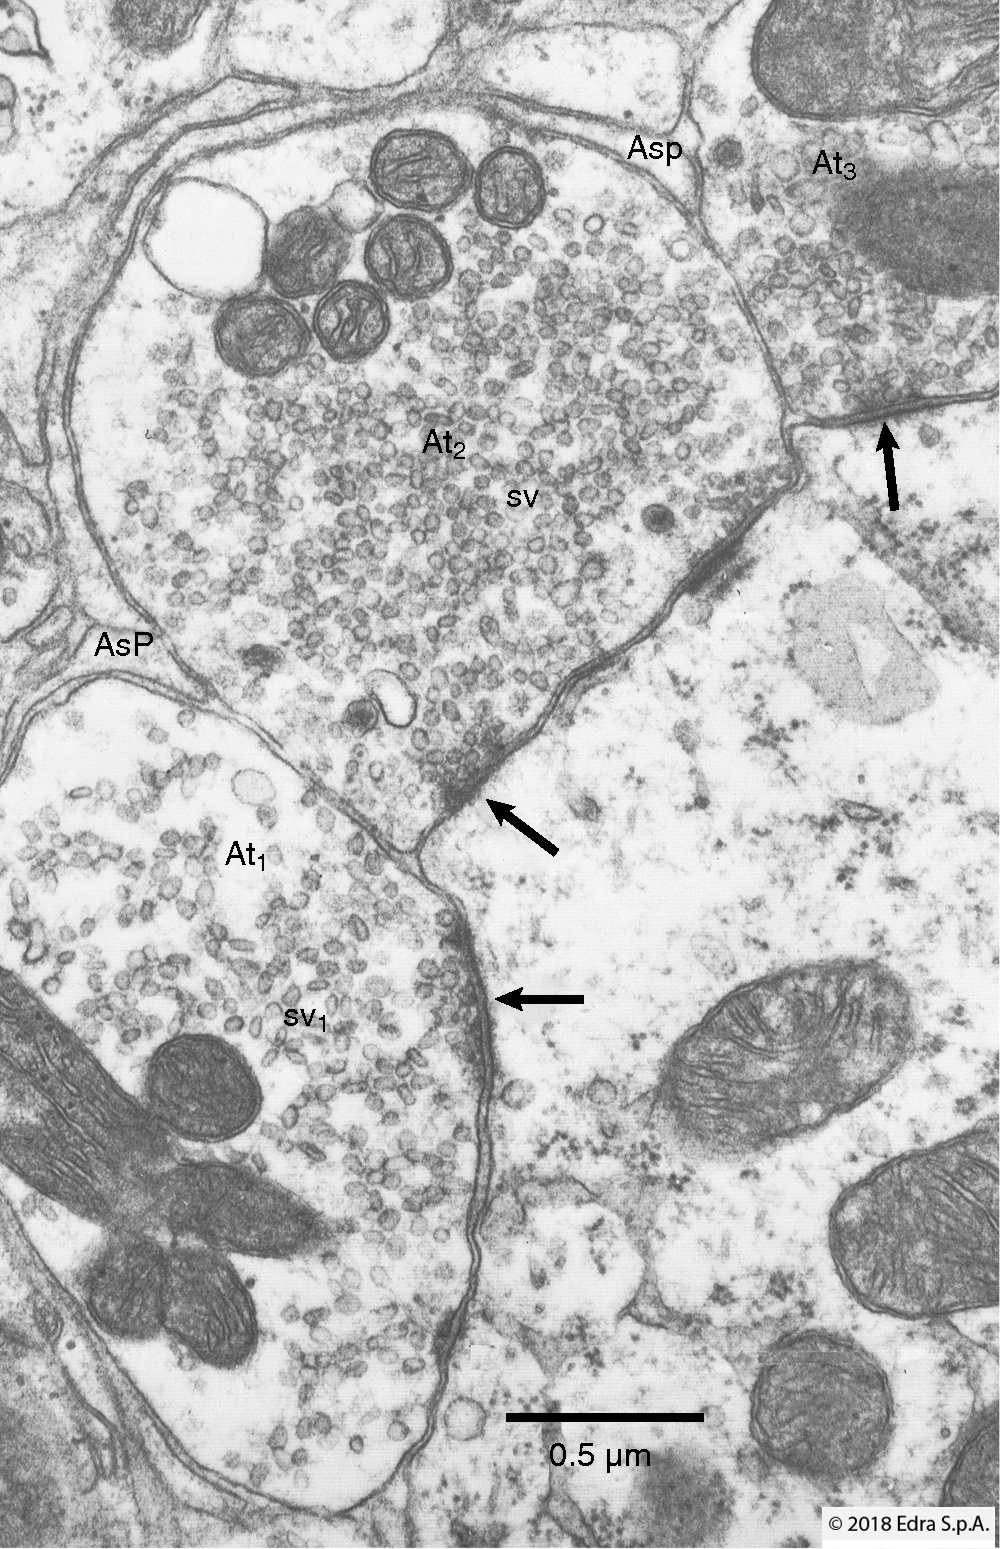 Asp
At3
At2
sv
AsP
At1
sv1
0.5 µm
© 2018 Edra S.p.A.